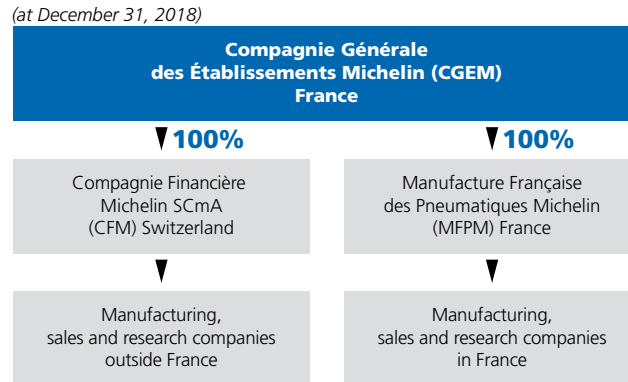 (at December 31, 2018)
Compagnie Générale
des Établissements Michelin (CGEM)
France
100%
100%
Compagnie Financière
Michelin SCmA
(CFM) Switzerland
Manufacture Française
des Pneumatiques Michelin
(MFPM) France
Manufacturing,
sales and research companies
outside France
Manufacturing,
sales and research companies
in France